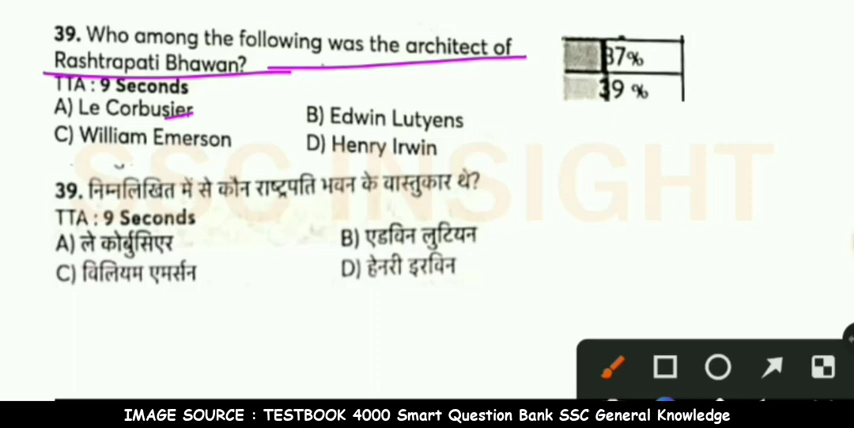 39. Who among the following was the architect of
Rashtrapati Bhawan?
TTA : 9 Seconds
A) Le Corbusier
B) Edwin Lutyens
C) William Emerson
D) Henry Irwin
37%
39 %
SSC INSIGHT
39. निम्नलिखित में से कौन राष्ट्रपति भवन के वास्तुकार थे?
TTA : 9 Seconds
A) ले कोर्बुसिएर
B) एडविन लुटियन
C) विलियम एमर्सन
D) हेनरी इरविन
IMAGE SOURCE : TESTBOOK 4000 Smart Question Bank SSC General Knowledge